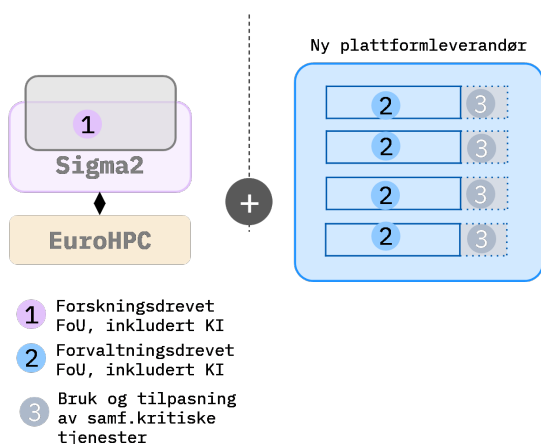 Ny plattformleverandør
1
Sigma2
EuroHPC
+
2 3
2 3
2 3
2 3
1 Forskningsdrevet
FoU, inkludert KI
2 Forvaltningsdrevet
FoU, inkludert KI
3 Bruk og tilpasning
av samf.kritiske
tjenester